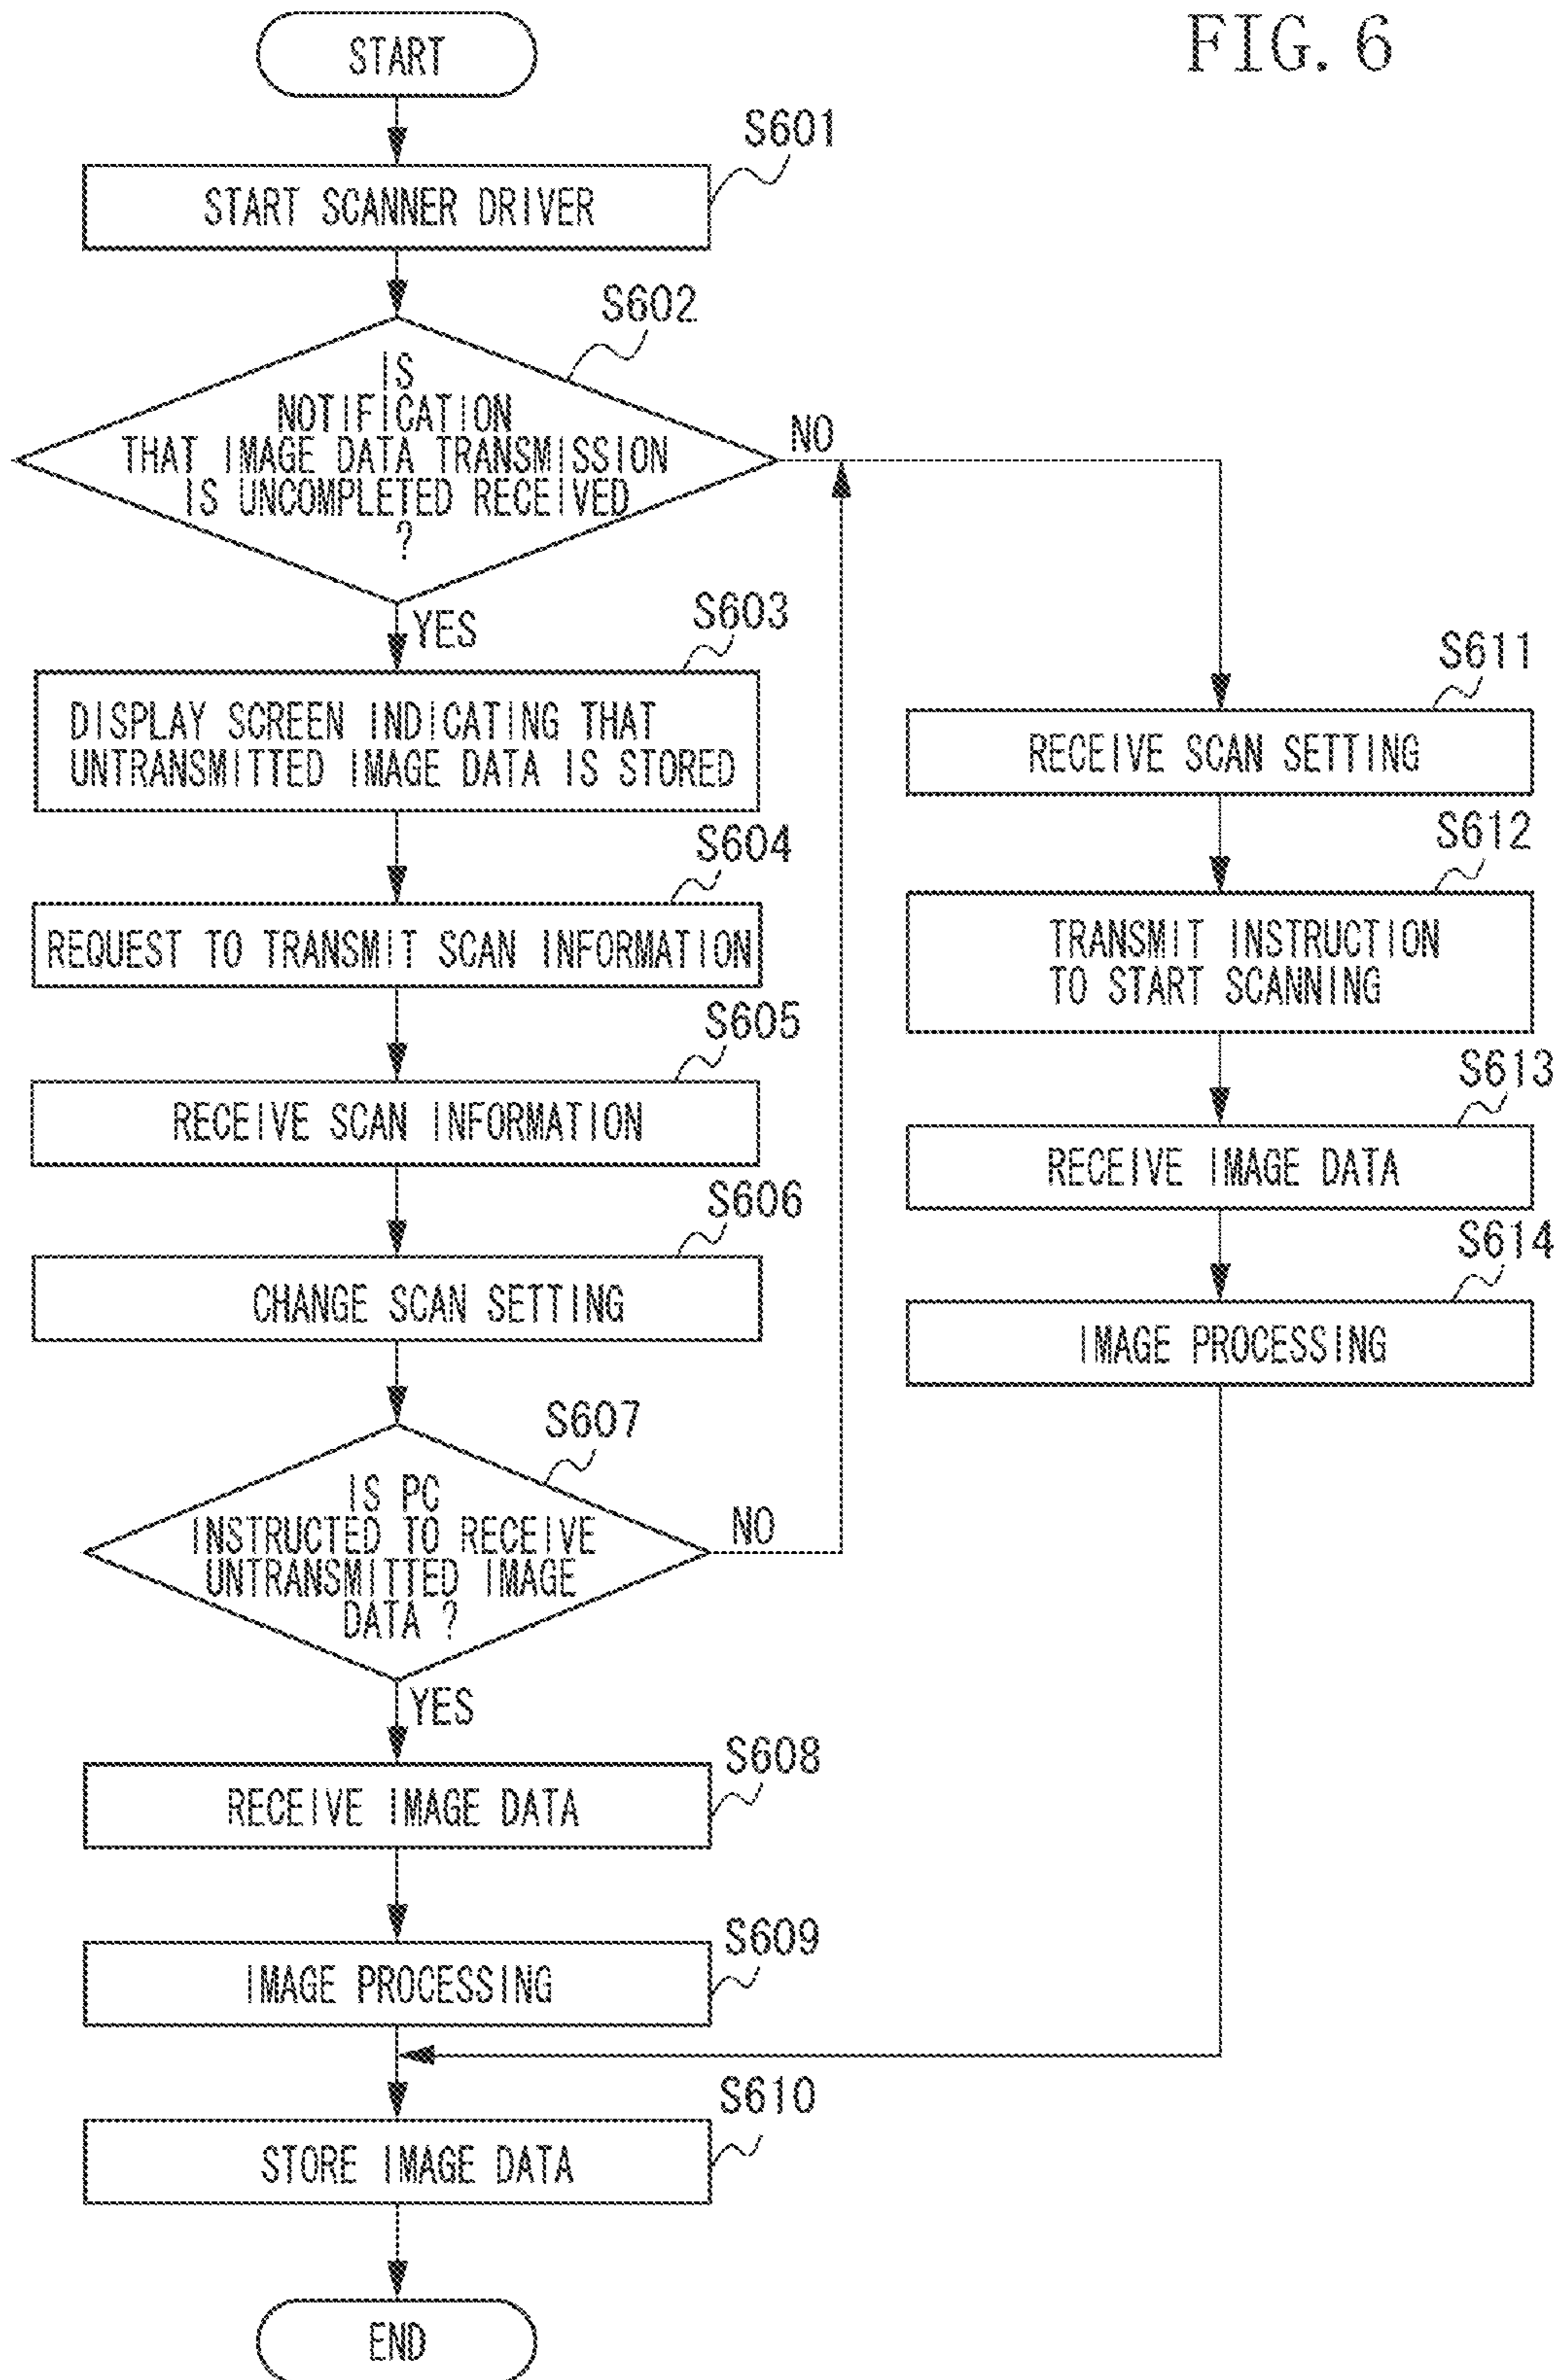 FIG. 6
START
S601
START SCANNER DRIVER
S602
IS
NOTIFICATION
THAT IMAGE DATA TRANSMISSION
IS UNCOMPLETED RECEIVED
?
NO
YES
S603
DISPLAY SCREEN INDICATING THAT
UNTRANSMITTED IMAGE DATA IS STORED
S604
REQUEST TO TRANSMIT SCAN INFORMATION
S605
RECEIVE SCAN INFORMATION
S606
CHANGE SCAN SETTING
S607
IS PC
INSTRUCTED TO RECEIVE
UNTRANSMITTED IMAGE
DATA ?
NO
YES
S608
RECEIVE IMAGE DATA
S609
IMAGE PROCESSING
S610
STORE IMAGE DATA
END
S611
RECEIVE SCAN SETTING
S612
TRANSMIT INSTRUCTION
TO START SCANNING
S613
RECEIVE IMAGE DATA
S614
IMAGE PROCESSING